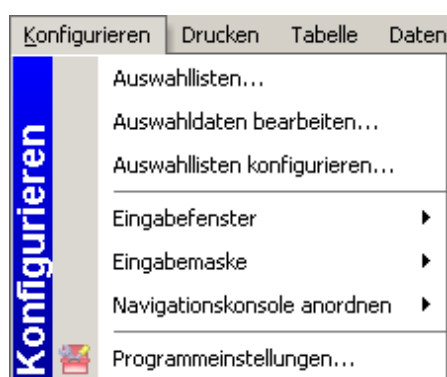 Konfigurieren Drucken Tabelle Daten
Auswahllisten...
Auswahldaten bearbeiten...
Auswahllisten konfigurieren...
Eingabefenster
Eingabemaske
Navigationskonsole anordnen
Programmeinstellungen...
Konfigurieren